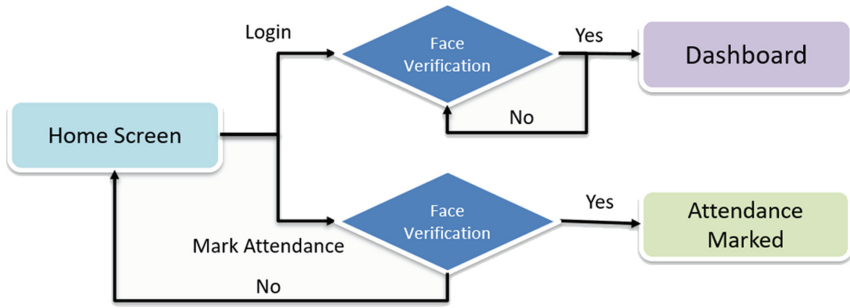 Login
Face
Verification
Yes
Dashboard
No
Home Screen
Mark Attendance
Face
Verification
Yes
Attendance
Marked
No